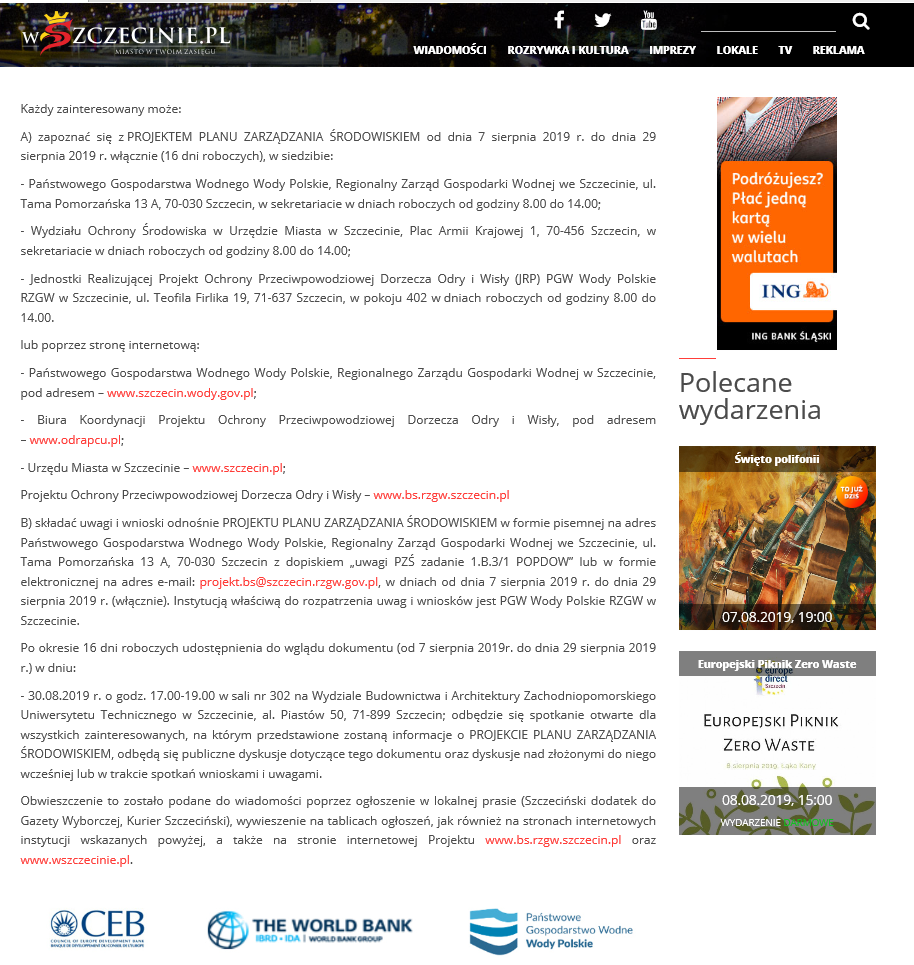 wSZCZECINIE.PL
MIASTO W TWOIM ZASIĘGU
You
Tube
WIADOMOŚCI ROZRYWKA I KULTURA IMPREZY LOKALE TV REKLAMA
Każdy zainteresowany może:
A) zapoznać się z PROJEKTEM PLANU ZARZĄDZANIA ŚRODOWISKIEM od dnia 7 sierpnia 2019 r. do dnia 29
sierpnia 2019 r. włącznie (16 dni roboczych), w siedzibie:
- Państwowego Gospodarstwa Wodnego Wody Polskie, Regionalny Zarząd Gospodarki Wodnej we Szczecinie, ul.
Tama Pomorzańska 13 A, 70-030 Szczecin, w sekretariacie w dniach roboczych od godziny 8.00 do 14.00;
- Wydziału Ochrony Środowiska w Urzędzie Miasta w Szczecinie, Plac Armii Krajowej 1, 70-456 Szczecin, w
sekretariacie w dniach roboczych od godziny 8.00 do 14.00;
- Jednostki Realizującej Projekt Ochrony Przeciwpowodziowej Dorzecza Odry i Wisły (JRP) PGW Wody Polskie
RZGW w Szczecinie, ul. Teofila Firlika 19, 71-637 Szczecin, w pokoju 402 w dniach roboczych od godziny 8.00 do
14.00.
lub poprzez stronę internetową:
- Państwowego Gospodarstwa Wodnego Wody Polskie, Regionalnego Zarządu Gospodarki Wodnej w Szczecinie,
pod adresem – www.szczecin.wody.gov.pl;
- Biura Koordynacji Projektu Ochrony Przeciwpowodziowej Dorzecza Odry i Wisły, pod adresem
– www.odrapcu.pl;
- Urzędu Miasta w Szczecinie – www.szczecin.pl;
Projektu Ochrony Przeciwpowodziowej Dorzecza Odry i Wisły – www.bs.rzgw.szczecin.pl
B) składać uwagi i wnioski odnośnie PROJEKTU PLANU ZARZĄDZANIA ŚRODOWISKIEM w formie pisemnej na adres
Państwowego Gospodarstwa Wodnego Wody Polskie, Regionalny Zarząd Gospodarki Wodnej we Szczecinie, ul.
Tama Pomorzańska 13 A, 70-030 Szczecin z dopiskiem „uwagi PZŚ zadanie 1.B.3/1 POPDOW” lub w formie
elektronicznej na adres e-mail: projekt.bs@szczecin.rzgw.gov.pl, w dniach od dnia 7 sierpnia 2019 r. do dnia 29
sierpnia 2019 r. (włącznie). Instytucją właściwą do rozpatrzenia uwag i wniosków jest PGW Wody Polskie RZGW w
Szczecinie.
Po okresie 16 dni roboczych udostępnienia do wglądu dokumentu (od 7 sierpnia 2019r. do dnia 29 sierpnia 2019
r.) w dniu:
- 30.08.2019 r. o godz. 17.00-19.00 w sali nr 302 na Wydziale Budownictwa i Architektury Zachodniopomorskiego
Uniwersytetu Technicznego w Szczecinie, al. Piastów 50, 71-899 Szczecin; odbędzie się spotkanie otwarte dla
wszystkich zainteresowanych, na którym przedstawione zostaną informacje o PROJEKCIE PLANU ZARZĄDZANIA
ŚRODOWISKIEM, odbędą się publiczne dyskusje dotyczące tego dokumentu oraz dyskusje nad złożonymi do niego
wcześniej lub w trakcie spotkań wnioskami i uwagami.
Obwieszczenie to zostało podane do wiadomości poprzez ogłoszenie w lokalnej prasie (Szczeciński dodatek do
Gazety Wyborczej, Kurier Szczeciński), wywieszenie na tablicach ogłoszeń, jak również na stronach internetowych
instytucji wskazanych powyżej, a także na stronie internetowej Projektu www.bs.rzgw.szczecin.pl oraz
www.wszczecinie.pl.
CEB
COUNCIL OF EUROPE DEVELOPMENT BANK
BANQUE DE DÉVELOPPEMENT DU CONSEIL DE L'EUROPE
THE WORLD BANK
IBRD • IDA | WORLD BANK GROUP
Państwowe
Gospodarstwo Wodne
Wody Polskie
Podróżujesz?
Płać jedną
kartą
w wielu
walutach
ING
ING BANK ŚLĄSKI
Polecane
wydarzenia
Święto polifonii
TO JUŻ
DZIŚ
07.08.2019, 19:00
Europejski Piknik Zero Waste
europe
direct
Szczecin
EUROPEJSKI PIKNIK
ZERO WASTE
8 sierpnia 2019, Łąka Kany
08.08.2019, 15:00
WYDARZENIE